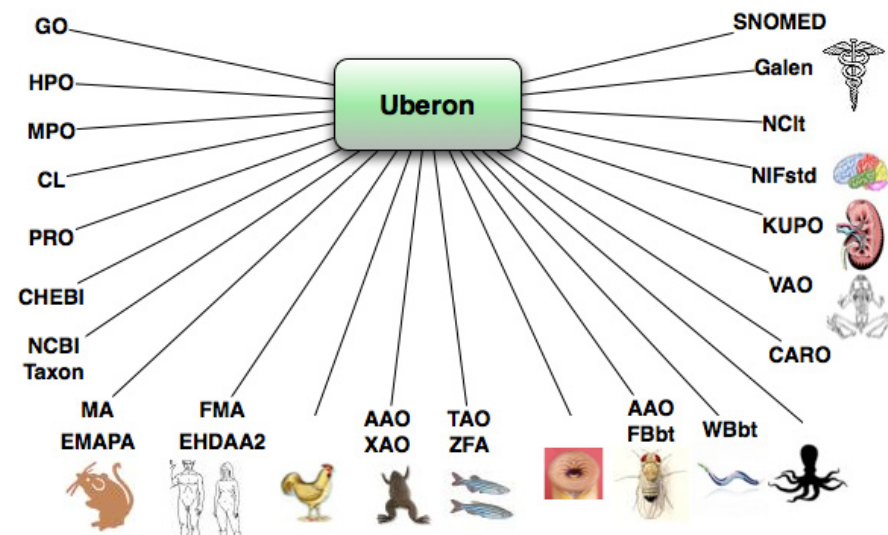 GO
HPO
MPO
CL
PRO
CHEBI
NCBI
Taxon
Uberon
SNOMED
Galen
NCIt
NIFstd
KUPO
VAO
CARO
MA
EMAPA
FMA
EHDAA2
AAO
XAO
TAO
ZFA
AAO
FBbt
WBbt